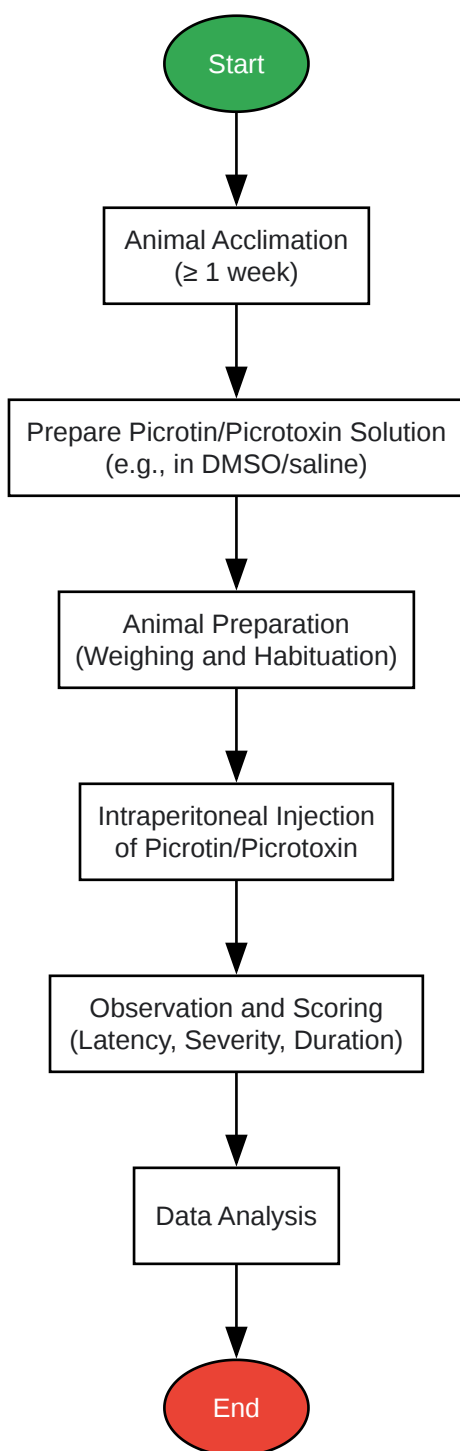 Start
Animal Acclimation
(≥ 1 week)
Prepare Picrotin/Picrotoxin Solution
(e.g., in DMSO/saline)
Animal Preparation
(Weighing and Habituation)
Intraperitoneal Injection
of Picrotin/Picrotoxin
Observation and Scoring
(Latency, Severity, Duration)
Data Analysis
End